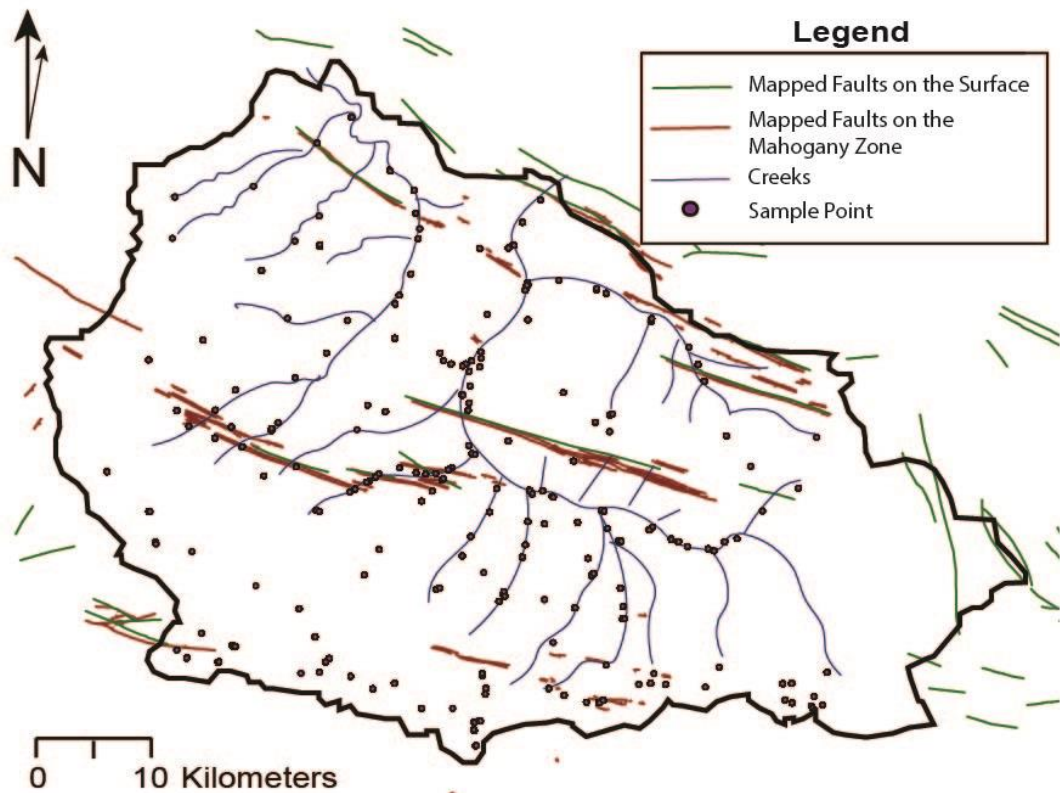 N
Legend
Mapped Faults on the Surface
Mapped Faults on the
Mahogany Zone
Creeks
Sample Point
0 10 Kilometers